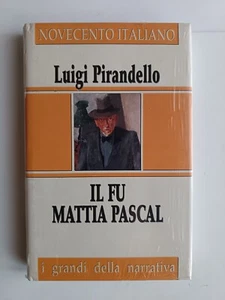 NOVECENTO ITALIANO
Luigi Pirandello
IL FU
MATTIA PASCAL
i grandi della narrativa